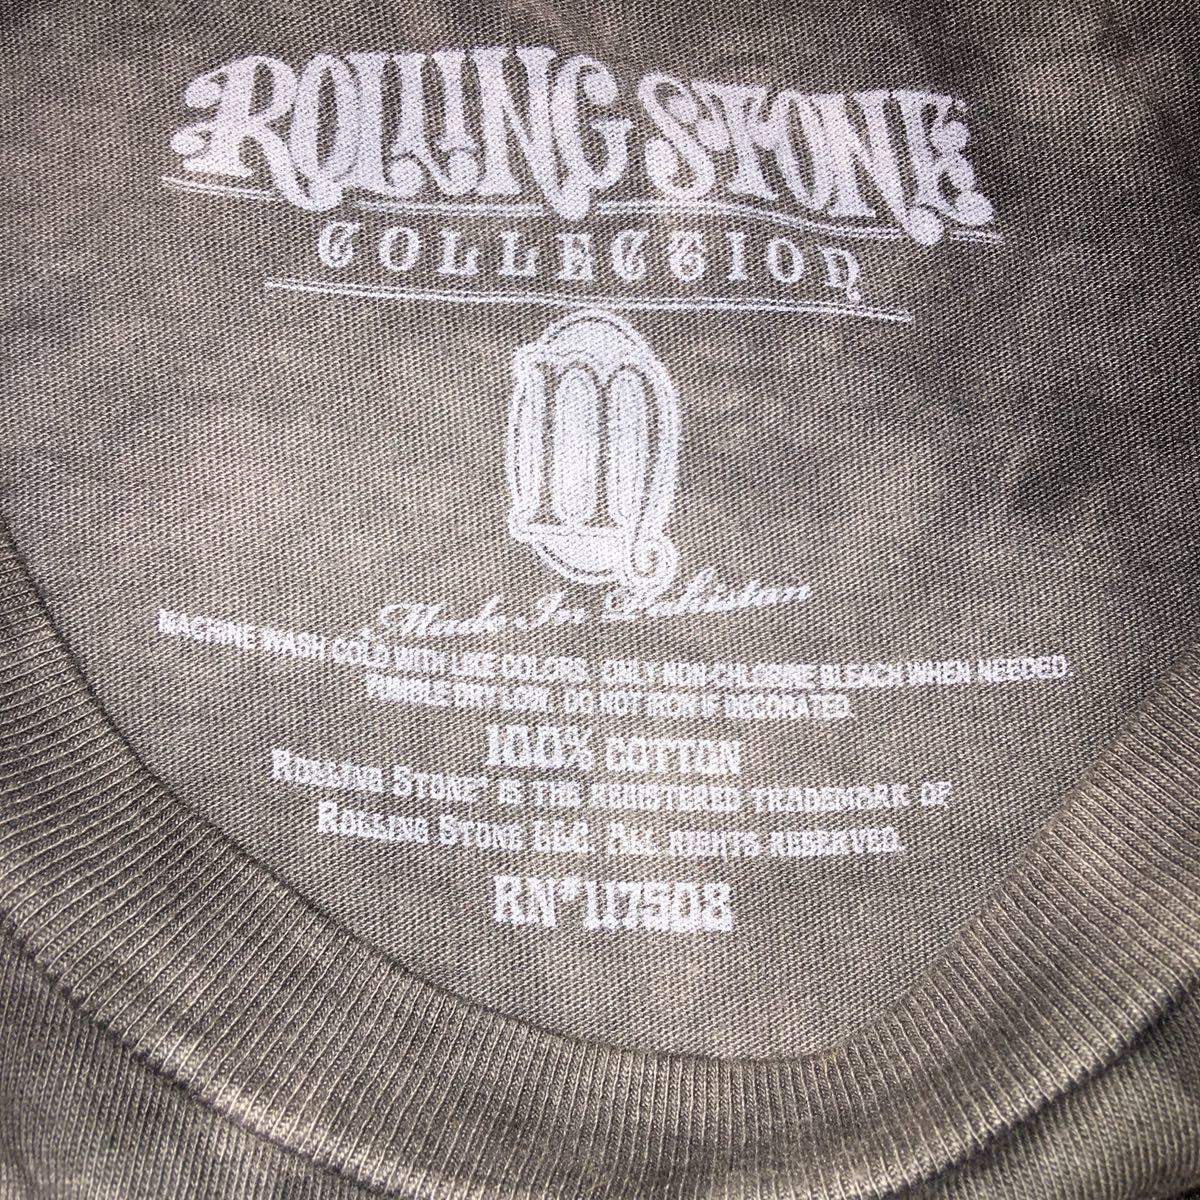 ROLLING STONE
COLLECTION
M
Made In Pakistan
MACHINE WASH COLD WITH LIKE COLORS. ONLY NON-CHLORINE BLEACH WHEN NEEDED
TUMBLE DRY LOW. DO NOT IRON IF DECORATED.
100% COTTON
ROLLING STONE® IS THE REGISTERED TRADEMARK OF
ROLLING STONE LLC. ALL RIGHTS RESERVED.
RN#117508